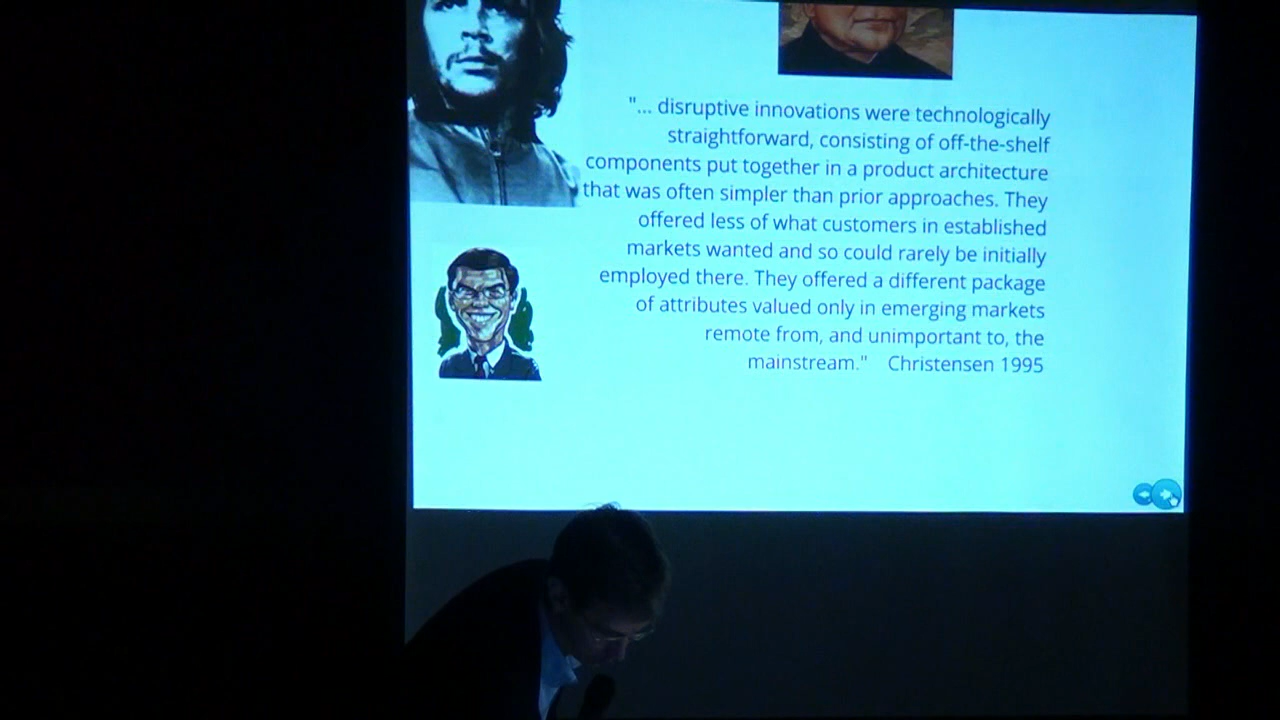 "... disruptive innovations were technologically
straightforward, consisting of off-the-shelf
components put together in a product architecture
that was often simpler than prior approaches. They
offered less of what customers in established
markets wanted and so could rarely be initially
employed there. They offered a different package
of attributes valued only in emerging markets
remote from, and unimportant to, the
mainstream." Christensen 1995